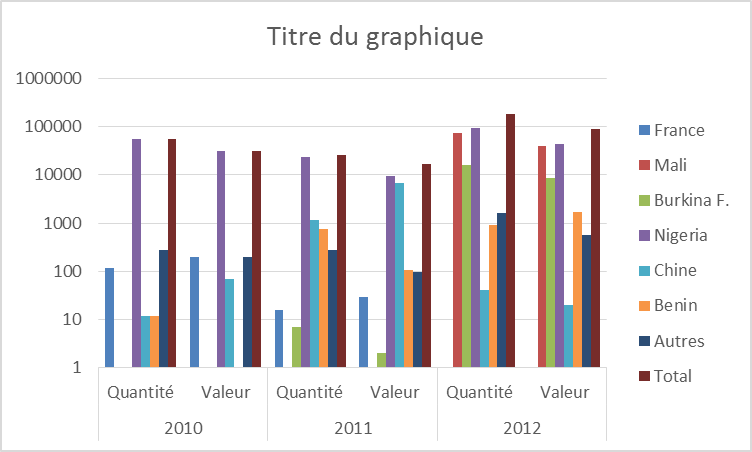 Titre du graphique
1000000
100000
10000
1000
100
10
1
Quantité Valeur Quantité Valeur Quantité Valeur
2010 2011 2012
France
Mali
Burkina F.
Nigeria
Chine
Benin
Autres
Total